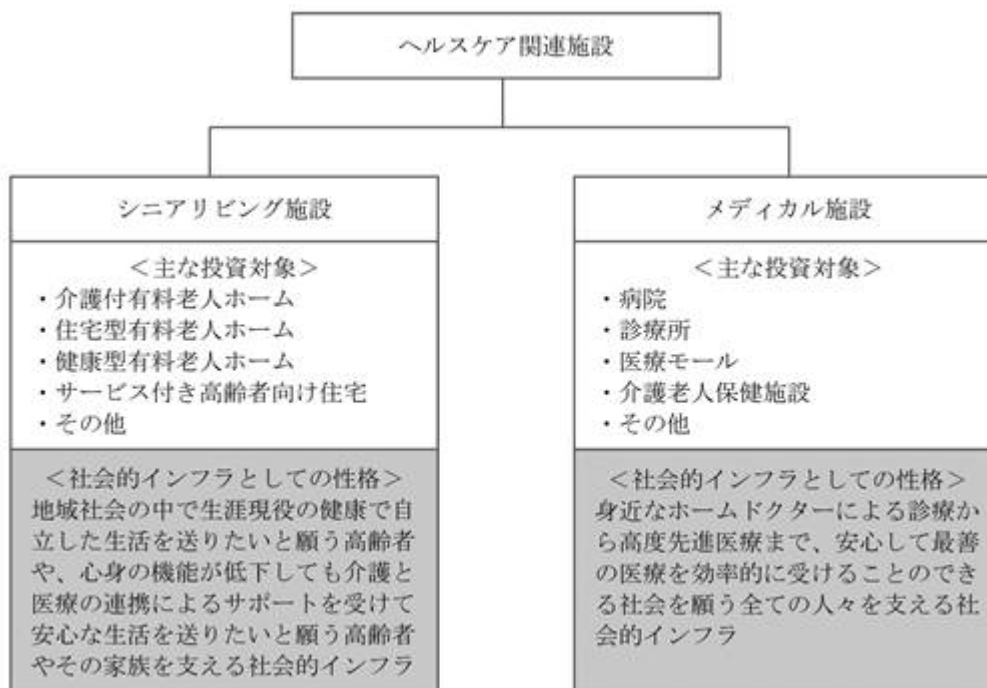 ヘルスケア関連施設
シニアリビング施設
＜主な投資対象＞
・介護付有料老人ホーム
・住宅型有料老人ホーム
・健康型有料老人ホーム
・サービス付き高齢者向け住宅
・その他
＜社会的インフラとしての性格＞
地域社会の中で生涯現役の健康で自
立した生活を送りたいと願う高齢者
や、心身の機能が低下しても介護と
医療の連携によるサポートを受けて
安心な生活を送りたいと願う高齢者
やその家族を支える社会的インフラ
メディカル施設
＜主な投資対象＞
・病院
・診療所
・医療モール
・介護老人保健施設
・その他
＜社会的インフラとしての性格＞
身近なホームドクターによる診療か
ら高度先進医療まで、安心して最善
の医療を効率的に受けることのでき
る社会を願う全ての人々を支える社
会的インフラ